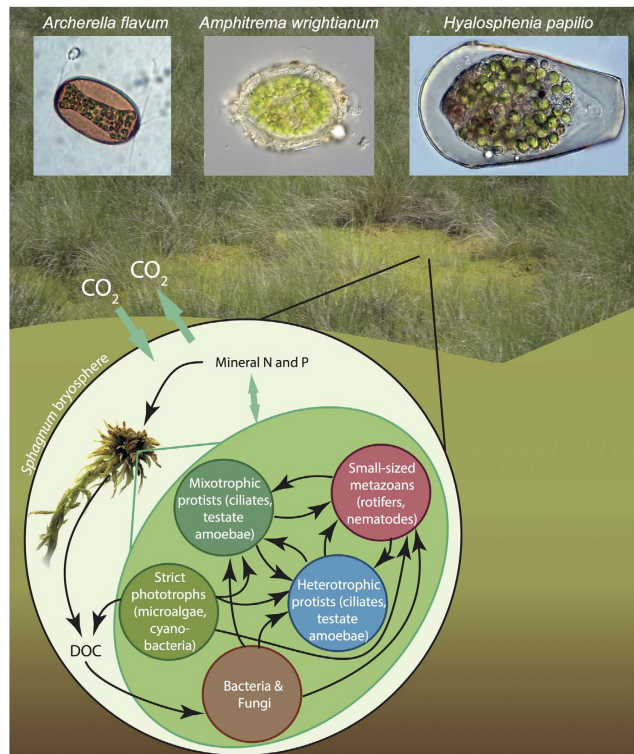 Archerella flavum
Amphitrema wrightianum
Hyalosphenia papilio
CO2
CO2
Sphagnum bryosphere
Mineral N and P
Mixotrophic
protists (ciliates,
testate
amoebae)
Small-sized
metazoans
(rotifers,
nematodes)
Strict
phototrophs
(microalgae,
cyano-
bacteria)
Heterotrophic
protists (ciliates,
testate
amoebae)
DOC
Bacteria &
Fungi